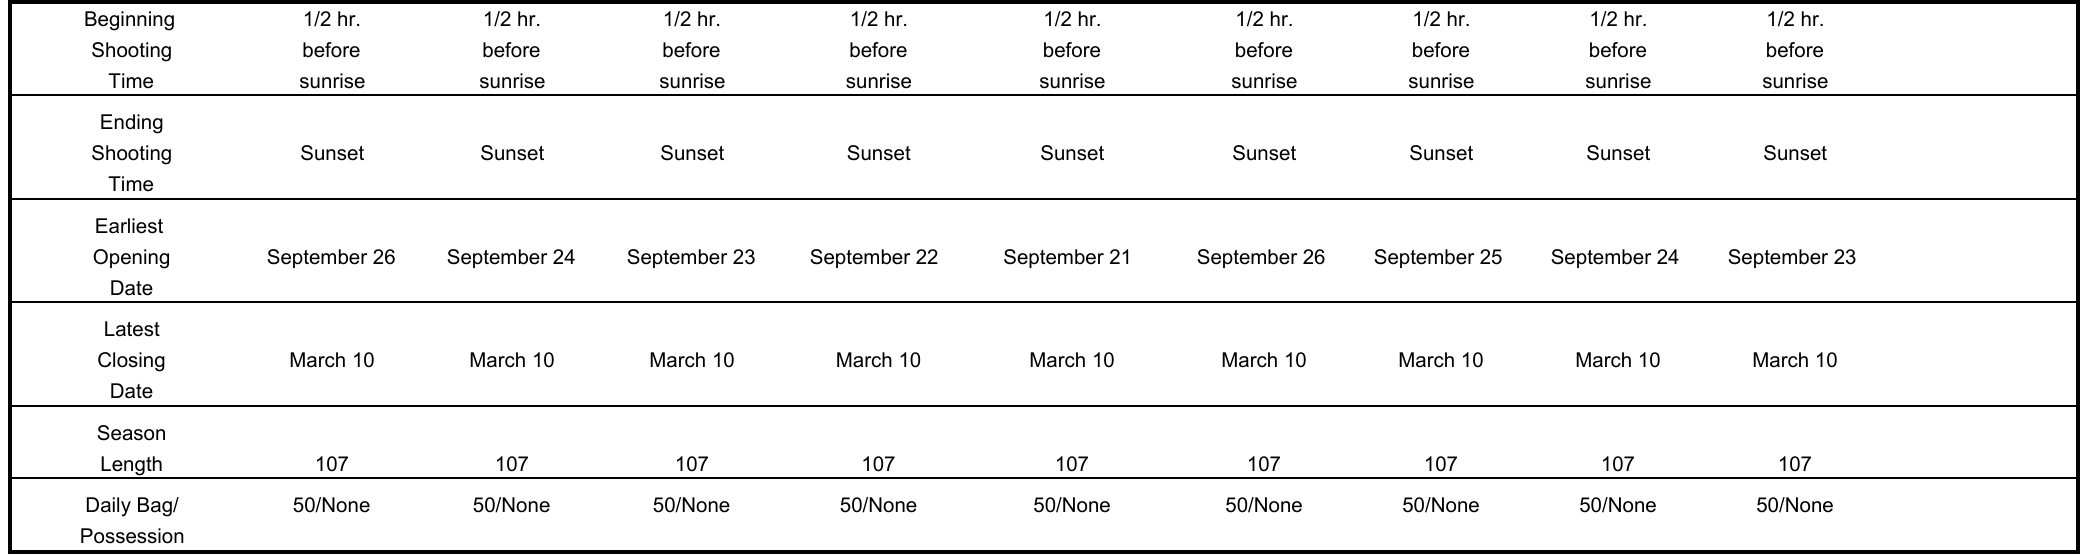 Beginning 1/2 hr. 1/2 hr. 1/2 hr. 1/2 hr. 1/2 hr. 1/2 hr. 1/2 hr. 1/2 hr. 1/2 hr.
Shooting before before before before before before before before before
Time sunrise sunrise sunrise sunrise sunrise sunrise sunrise sunrise sunrise
Ending
Shooting Sunset Sunset Sunset Sunset Sunset Sunset Sunset Sunset Sunset
Time
Earliest
Opening September 26 September 24 September 23 September 22 September 21 September 26 September 25 September 24 September 23
Date
Latest
Closing March 10 March 10 March 10 March 10 March 10 March 10 March 10 March 10 March 10
Date
Season
Length 107 107 107 107 107 107 107 107 107
Daily Bag/ 50/None 50/None 50/None 50/None 50/None 50/None 50/None 50/None 50/None
Possession